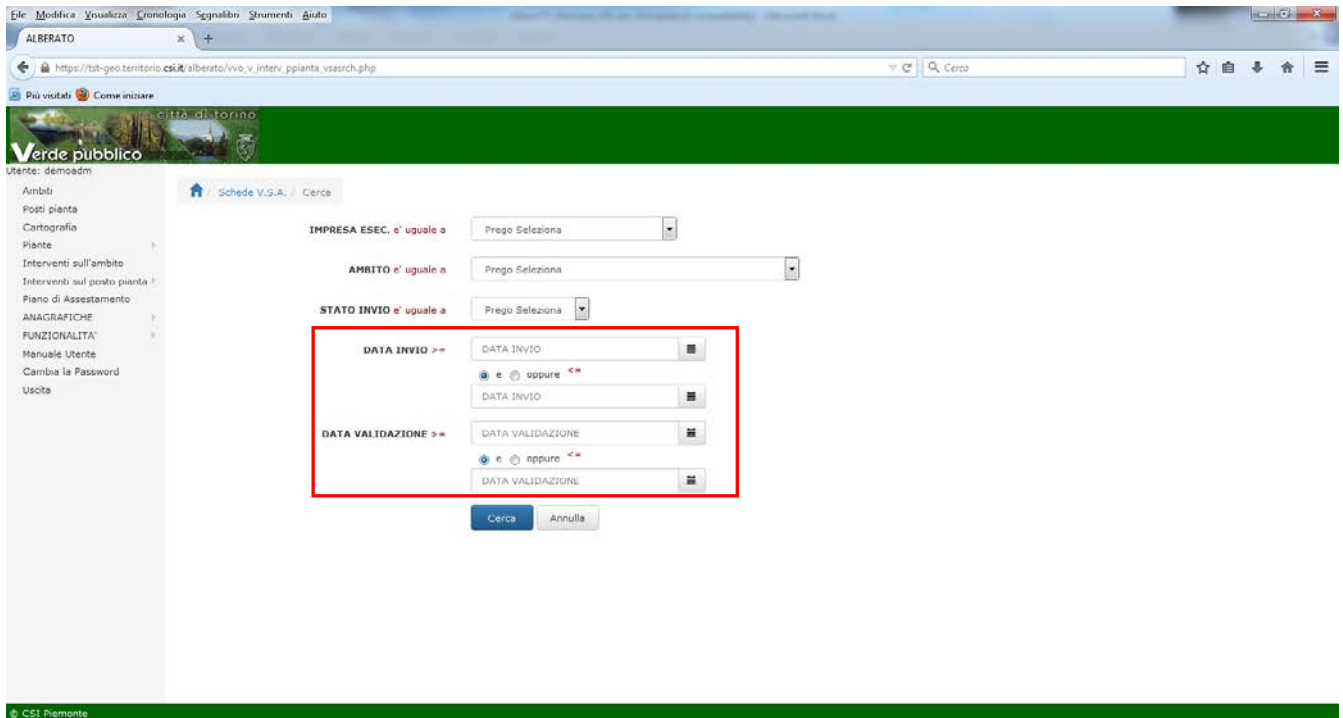 File Modifica Visualizza Cronologia Segnalibri Strumenti Aiuto
ALBERATO × +
https://tst-geo.territorio.csi.it/alberato/vvo_v_interv_ppianta_vsasrch.php
Cerco
Più visitati Come iniziare
città di torino
Verde pubblico
Utente: demoadm
Ambiti
Posti pianta
Cartografia
Piante
Interventi sull'ambito
Interventi sul posto pianta
Piano di Assestamento
ANAGRAFICHE
FUNZIONALITA'
Manuale Utente
Cambia la Password
Uscita
/ Schede V.S.A. / Cerca
IMPRESA ESEC. e' uguale a Prego Seleziona
AMBITO e' uguale a Prego Seleziona
STATO INVIO e' uguale a Prego Seleziona
DATA INVIO >= DATA INVIO
e oppure <=
DATA INVIO
DATA VALIDAZIONE >= DATA VALIDAZIONE
e oppure <=
DATA VALIDAZIONE
Cerca Annulla
© CSI Piemonte